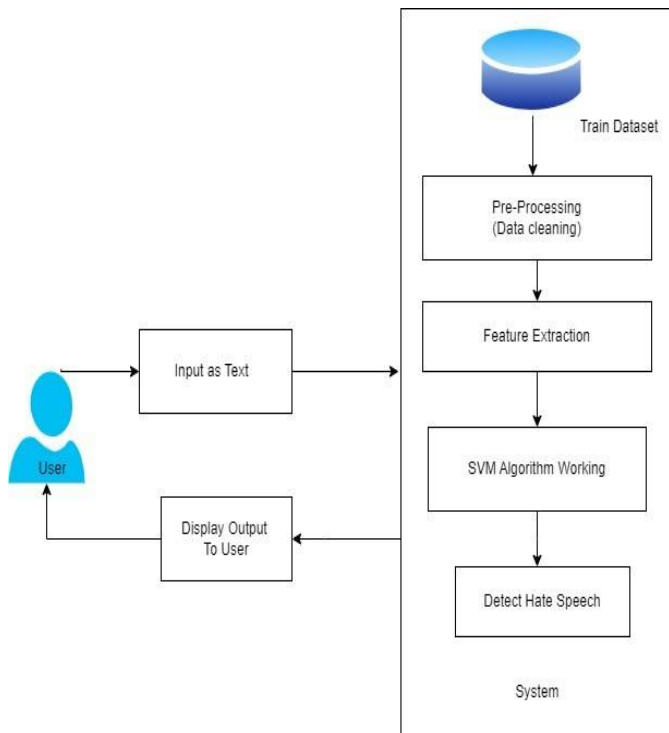 Train Dataset
Pre-Processing
(Data cleaning)
Feature Extraction
Input as Text
User
SVM Algorithm Working
Display Output
To User
Detect Hate Speech
System